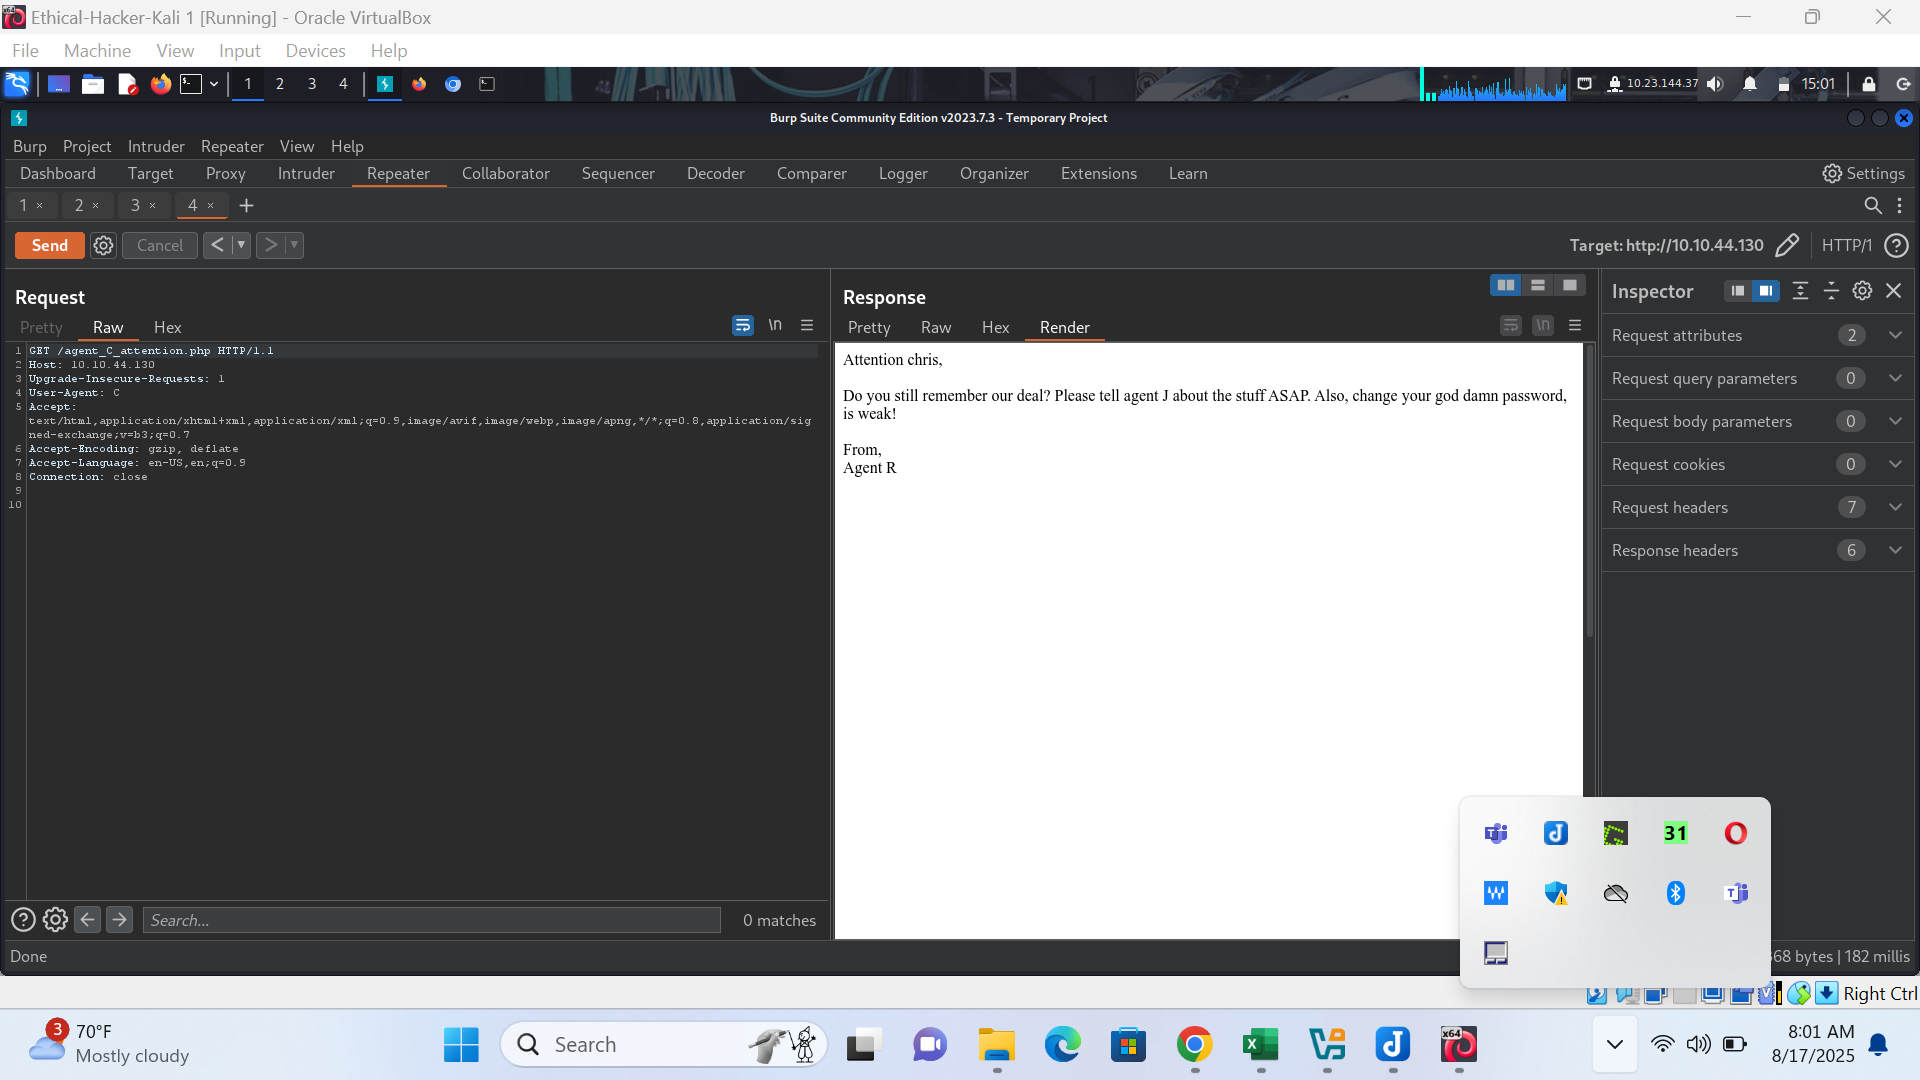 Ethical-Hacker-Kali 1 [Running] - Oracle VirtualBox
File Machine View Input Devices Help
1 2 3 4 10.23.144.37 15:01
Burp Suite Community Edition v2023.7.3 - Temporary Project
Burp Project Intruder Repeater View Help
Dashboard Target Proxy Intruder Repeater Collaborator Sequencer Decoder Comparer Logger Organizer Extensions Learn Settings
1 × 2 × 3 × 4 × +
Send Cancel < > Target: http://10.10.44.130 HTTP/1 ?
Request
Pretty Raw Hex \n
1 GET /agent_C_attention.php HTTP/1.1
2 Host: 10.10.44.130
3 Upgrade-Insecure-Requests: 1
4 User-Agent: C
5 Accept:
text/html,application/xhtml+xml,application/xml;q=0.9,image/avif,image/webp,image/apng,*/*;q=0.8,application/sig
ned-exchange;v=b3;q=0.7
6 Accept-Encoding: gzip, deflate
7 Accept-Language: en-US,en;q=0.9
8 Connection: close
9
10
Search... 0 matches
Response
Pretty Raw Hex Render \n
Attention chris,
Do you still remember our deal? Please tell agent J about the stuff ASAP. Also, change your god damn password,
is weak!
From,
Agent R
Inspector
Request attributes 2
Request query parameters 0
Request body parameters 0
Request cookies 0
Request headers 7
Response headers 6
31
Done
68 bytes | 182 millis
Right Ctrl
3
70°F
Mostly cloudy
Search
x64
8:01 AM
8/17/2025